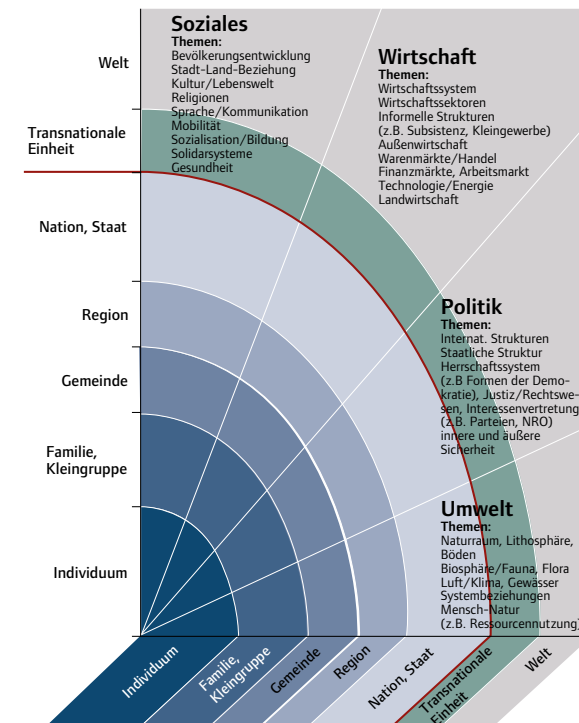 Soziales
Themen:
Bevölkerungsentwicklung
Stadt-Land-Beziehung
Kultur/Lebenswelt
Religionen
Sprache/Kommunikation
Mobilität
Sozialisation/Bildung
Solidarsysteme
Gesundheit
Wirtschaft
Themen:
Wirtschaftssystem
Wirtschaftssektoren
Informelle Strukturen
(z.B. Subsistenz, Kleingewerbe)
Außenwirtschaft
Warenmärkte/Handel
Finanzmärkte, Arbeitsmarkt
Technologie/Energie
Landwirtschaft
Politik
Themen:
Internat. Strukturen
Staatliche Struktur
Herrschaftssystem
(z.B Formen der Demo-
kratie), Justiz/Rechtswe-
sen, Interessenvertretung
(z.B. Parteien, NRO)
innere und äußere
Sicherheit
Umwelt
Themen:
Naturraum, Lithosphäre,
Böden
Biosphäre/Fauna, Flora
Luft/Klima, Gewässer
Systembeziehungen
Mensch-Natur
(z.B. Ressourcennutzung)
Welt
Transnationale
Einheit
Nation, Staat
Region
Gemeinde
Familie,
Kleingruppe
Individuum
Individuum
Familie,
Kleingruppe
Gemeinde
Region
Nation, Staat
Transnationale
Einheit
Welt